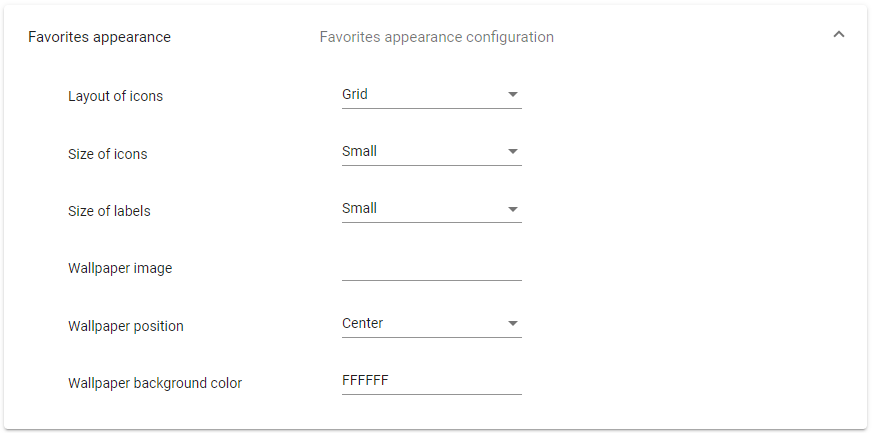 Favorites appearance Favorites appearance configuration
Layout of icons Grid
Size of icons Small
Size of labels Small
Wallpaper image
Wallpaper position Center
Wallpaper background color FFFFFF